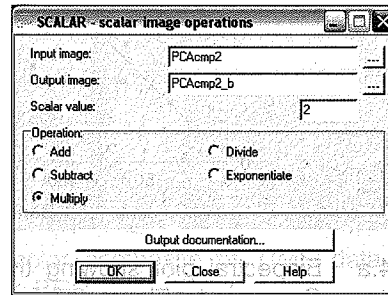 SCALAR - scalar image operations
Input image: PCAcmp2 ...
Output image: PCAcmp2_b ...
Scalar value: 2
Operation:
Add Divide
Subtract Exponentiate
Multiply
Output documentation...
OK Close Help